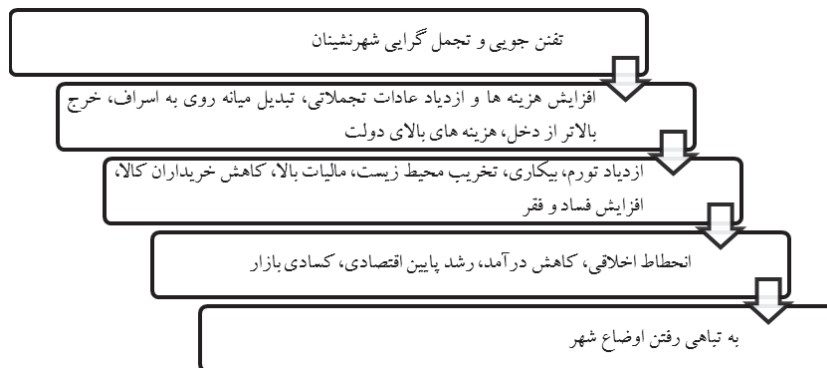 تفنن جویی و تجمل گرایی شهرنشینان
افزایش هزینه ها و ازدیاد عادات تجملاتی، تبدیل میانه روی به اسراف، خرج
بالاتر از دخل، هزینه های بالای دولت
ازدیاد تورم، بیکاری، تخریب محیط زیست، مالیات بالا، کاهش خریداران کالا،
افزایش فساد و فقر
انحطاط اخلاقی، کاهش درآمد، رشد پایین اقتصادی، کسادی بازار
به تباهی رفتن اوضاع شهر